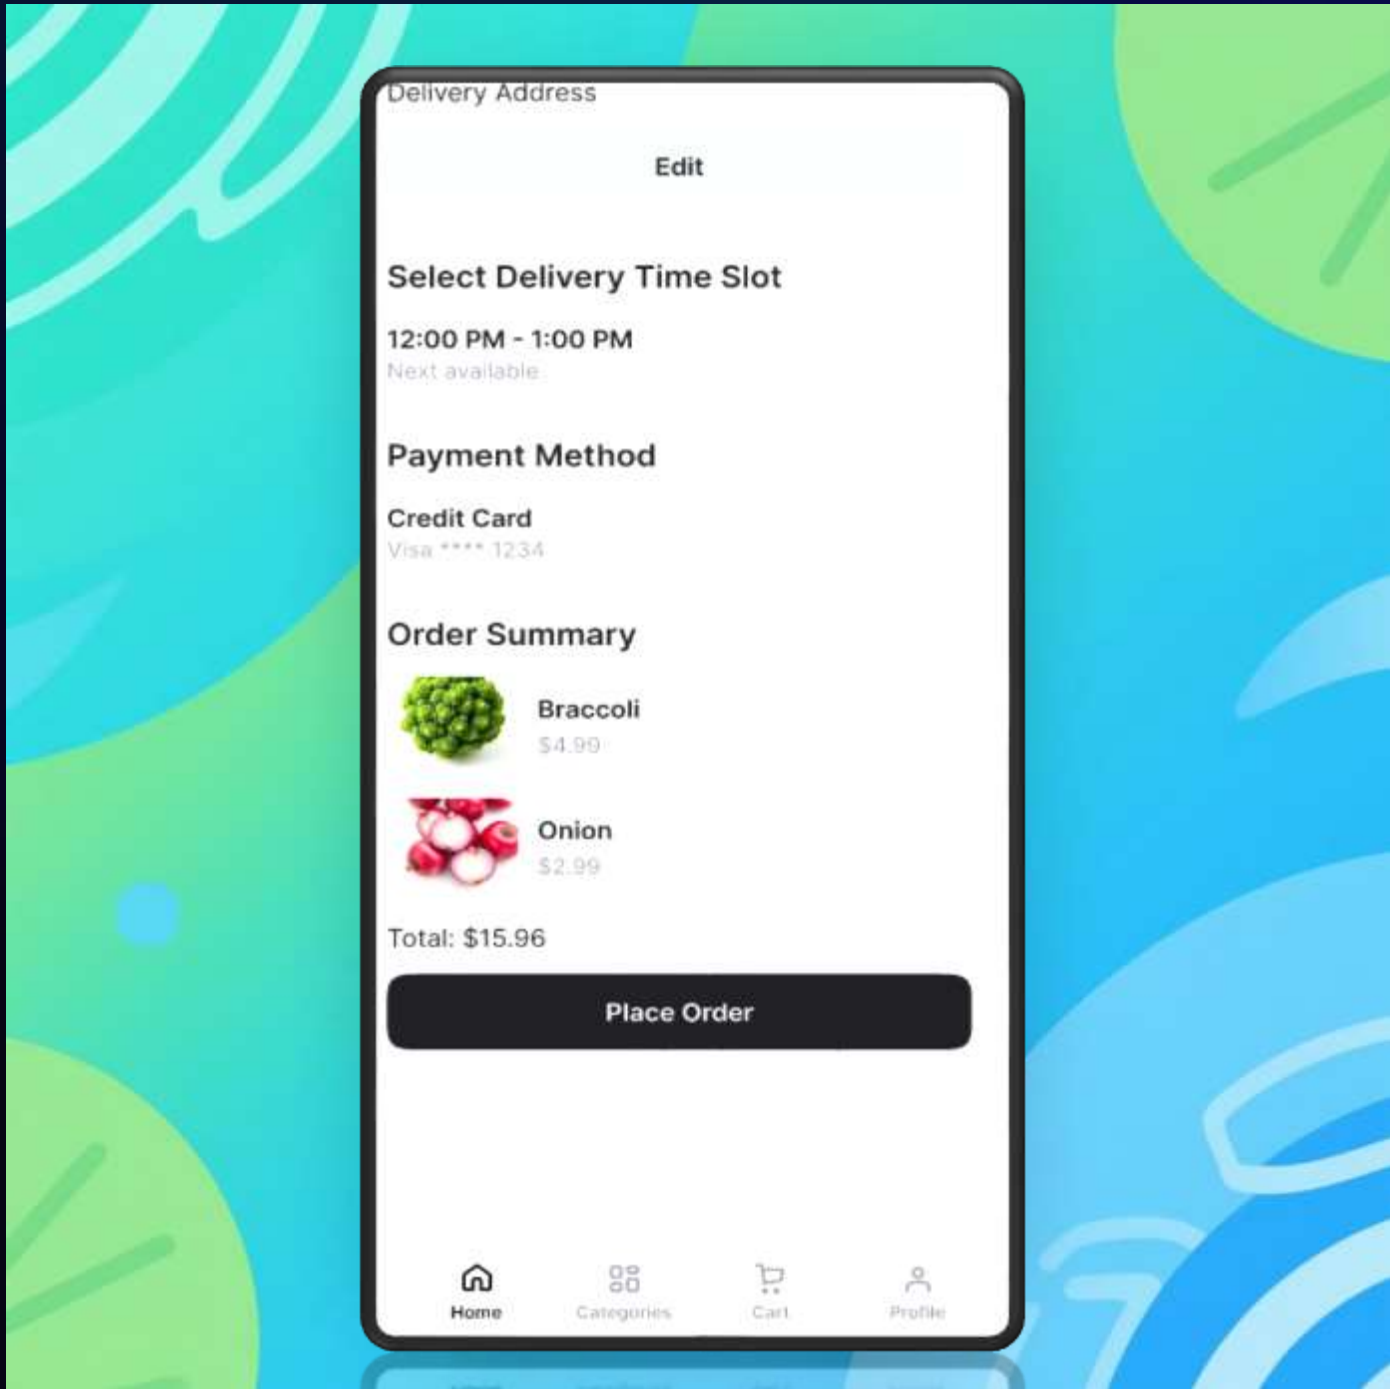 Delivery Address
Edit
Select Delivery Time Slot
12:00 PM - 1:00 PM
Next available
Payment Method
Credit Card
Visa **** 1234
Order Summary
Braccoli
$4.99
Onion
$2.99
Total: $15.96
Place Order
Home Categories Cart Profile